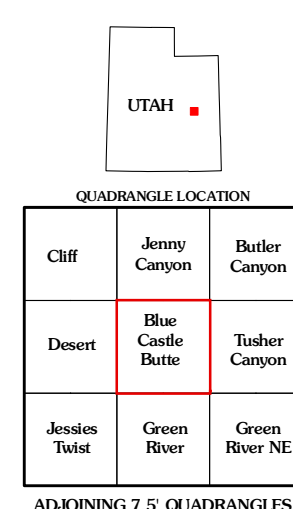 UTAH
QUADRANGLE LOCATION
Cliff
Jenny
Canyon
Butler
Canyon
Desert
Blue
Castle
Butte
Tusher
Canyon
Jessies
Twist
Green
River
Green
River NE
ADJOINING 7.5' QUADRANGLES